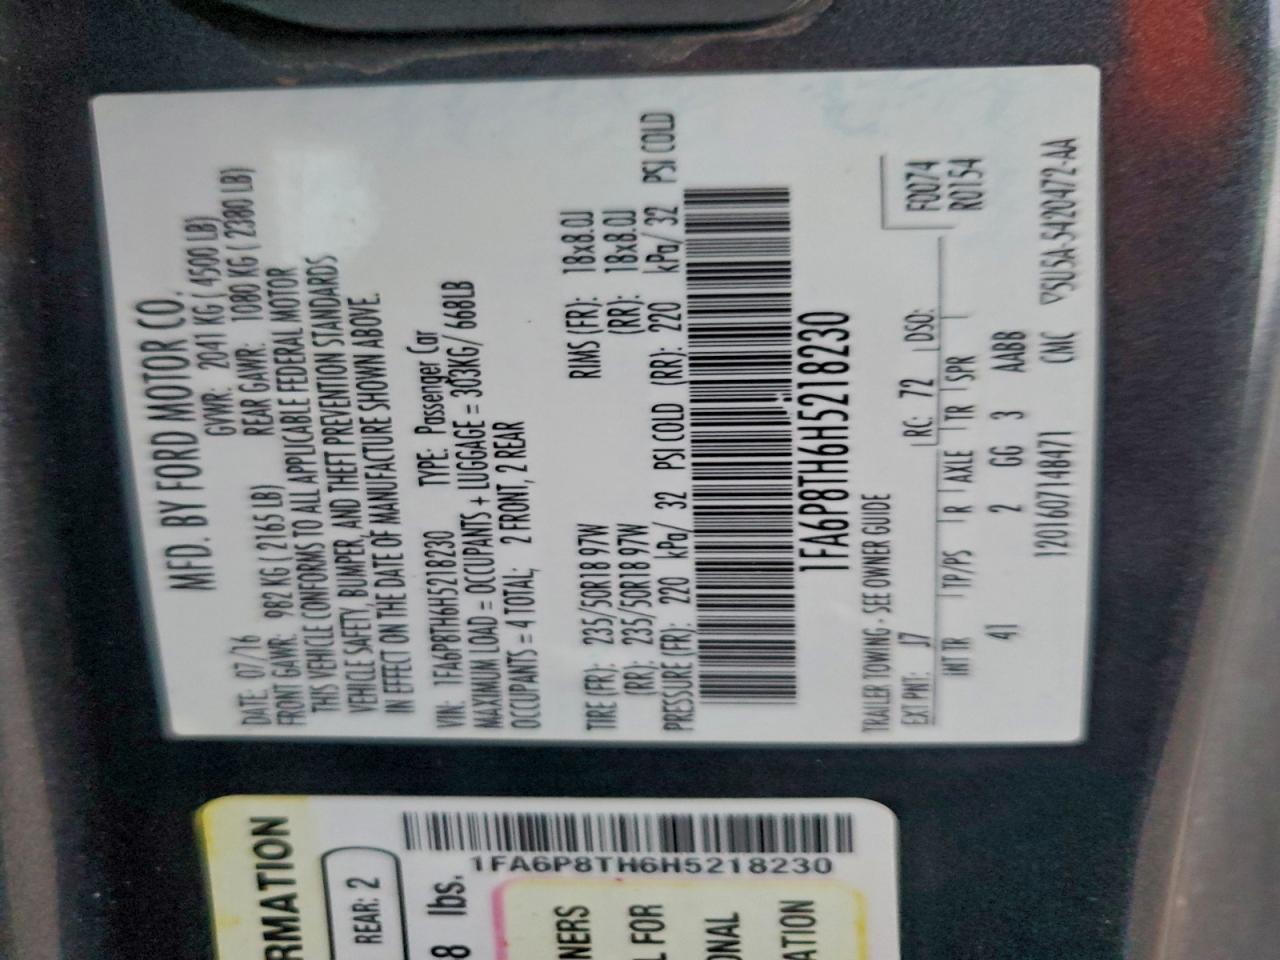 MFD. BY FORD MOTOR CO.
DATE: 07/16 GVWR: 2041 KG ( 4500 LB)
FRONT GAWR: 982 KG ( 2165 LB) REAR GAWR: 1080 KG ( 2380 LB)
THIS VEHICLE CONFORMS TO ALL APPLICABLE FEDERAL MOTOR
VEHICLE SAFETY, BUMPER, AND THEFT PREVENTION STANDARDS
IN EFFECT ON THE DATE OF MANUFACTURE SHOWN ABOVE.
VIN: 1FA6P8TH6H5218230 TYPE: Passenger Car
MAXIMUM LOAD = OCCUPANTS + LUGGAGE = 303KG/ 668LB
OCCUPANTS = 4 TOTAL; 2 FRONT, 2 REAR
TIRE (FR): 235/50R18 97W RIMS (FR): 18x8.0J
(RR): 235/50R18 97W (RR): 18x8.0J
PRESSURE (FR): 220 kPa/ 32 PSI COLD (RR): 220 kPa/ 32 PSI COLD
1FA6P8TH6H5218230
TRAILER TOWING - SEE OWNER GUIDE
F0074
R0154
EXT PNT: J7 RC: 72 DSO:
INT TR TP/PS R AXLE TR SPR
41 2 GG 3 AABB
1201607148471 CNC 5U5A-5420472-AA
RMATION
REAR: 2
8 lbs.
1FA6P8TH6H5218230
NERS
L FOR
ONAL
ATION